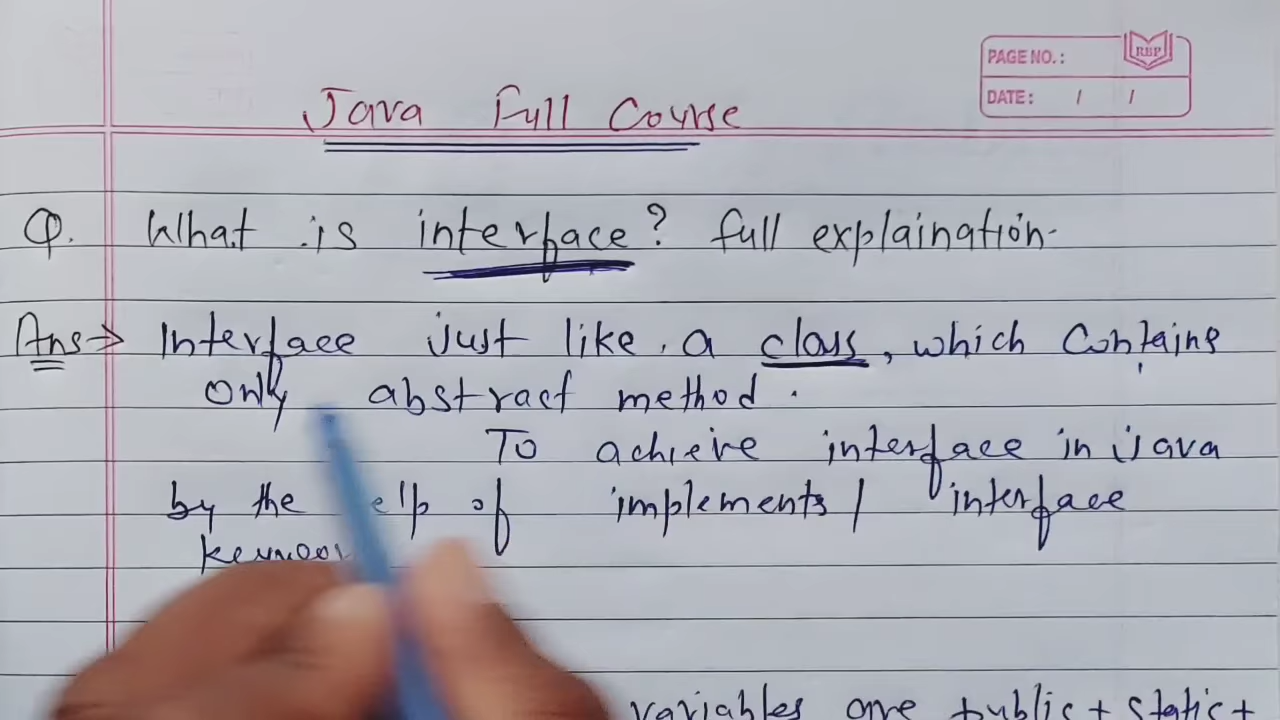 PAGE NO.:
RBP
DATE: / /
Java Full Course
Q. What is interface? full explaination.
Ans→ Interface just like a class, which contains
only abstract method.
To achieve interface in java
by the of implements/ interface
variables are public + static +